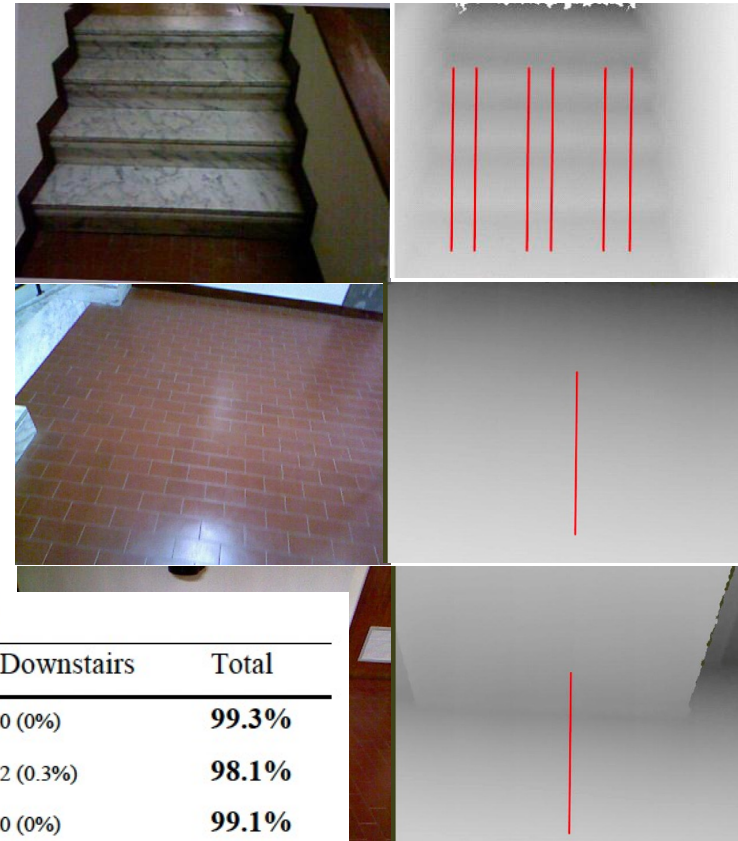 Downstairs Total
0 (0%) 99.3%
2 (0.3%) 98.1%
0 (0%) 99.1%